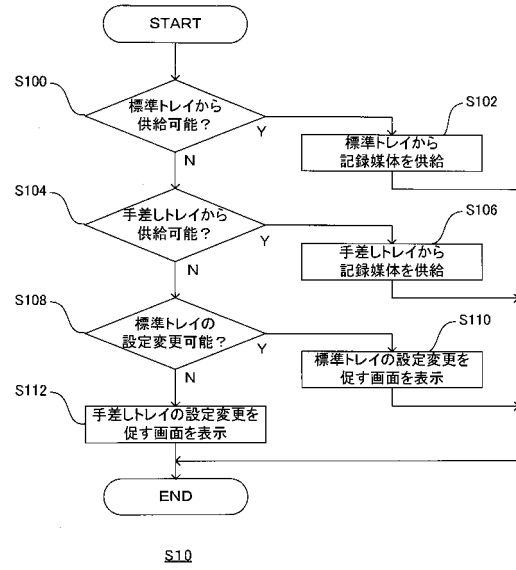 START
S100
標準トレイから
供給可能？
Y
N
S102
標準トレイから
記録媒体を供給
S104
手差しトレイから
供給可能？
Y
N
S106
手差しトレイから
記録媒体を供給
S108
標準トレイの
設定変更可能？
Y
N
S110
標準トレイの設定変更を
促す画面を表示
S112
手差しトレイの設定変更を
促す画面を表示
END
S10